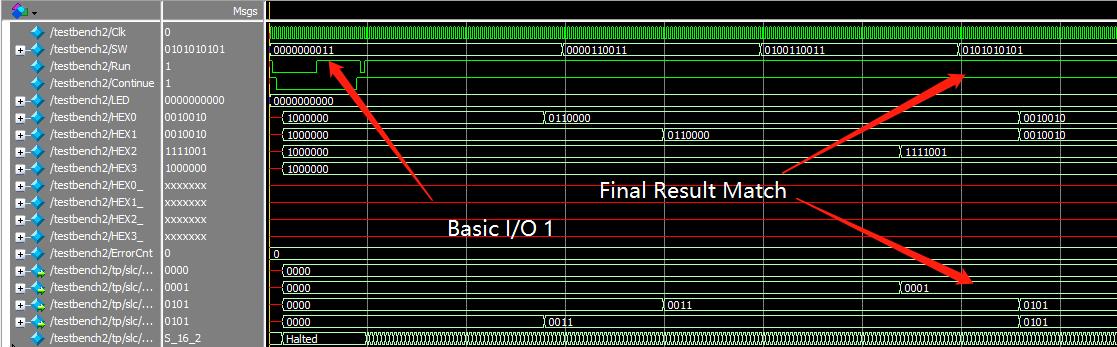 Msgs
/testbench2/Clk 0
/testbench2/SW 0101010101 0000000011 0000110011 0100110011 0101010101
/testbench2/Run 1
/testbench2/Continue 1
/testbench2/LED 0000000000 0000000000
/testbench2/HEX0 0010010 1000000 0110000 0010010
/testbench2/HEX1 0010010 1000000 0110000 0010010
/testbench2/HEX2 1111001 1000000 1111001
/testbench2/HEX3 1000000 1000000
/testbench2/HEX0_ xxxxxxx
/testbench2/HEX1_ xxxxxxx
Final Result Match
/testbench2/HEX2_ xxxxxxx
Basic I/O 1
/testbench2/HEX3_ xxxxxxx
/testbench2/ErrorCnt 0 0
/testbench2/tp/slc/... 0000 0000
/testbench2/tp/slc/... 0001 0000 0001
/testbench2/tp/slc/... 0101 0000 0011 0101
/testbench2/tp/slc/... 0101 0000 0011 0101
/testbench2/tp/slc/... S_16_2 Halted